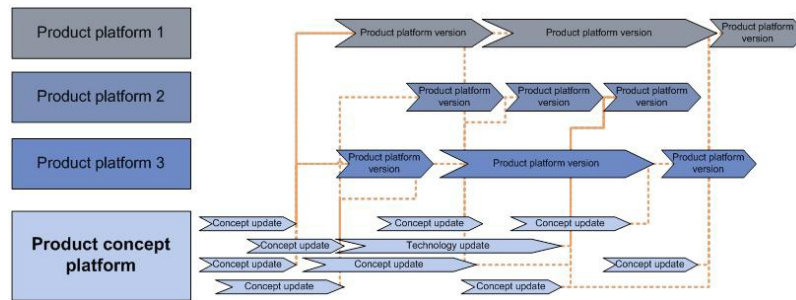 Product platform 1
Product platform version
Product platform version
Product platform
version
Product platform 2
Product platform
version
Product platform
version
Product platform
version
Product platform 3
Product platform
version
Product platform version
Product platform
version
Product concept
platform
Concept update
Concept update
Concept update
Concept update
Technology update
Concept update
Concept update
Concept update
Concept update
Concept update